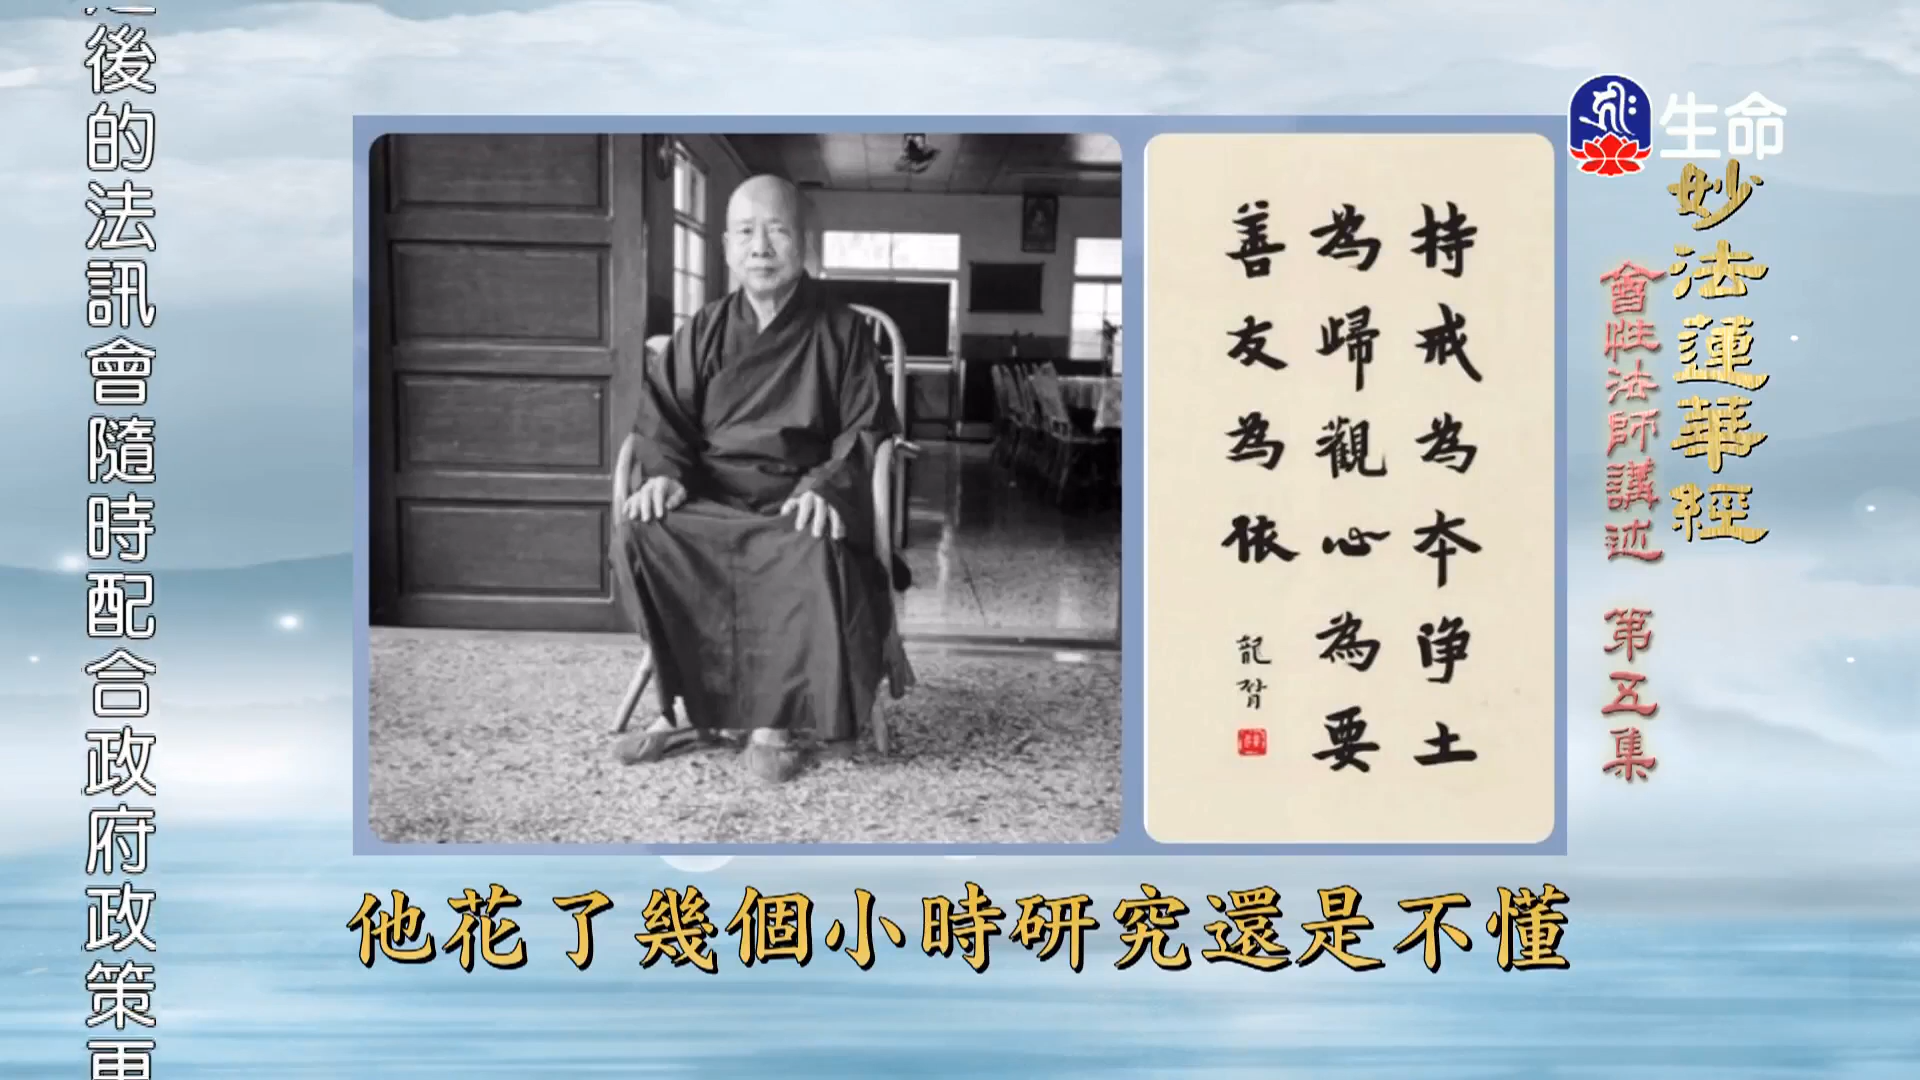 後的法訊會隨時配合政府政策更
生命
妙法蓮華經
會性法師講述 第五集
持戒為本淨土
為歸觀心為要
善友為依
他花了幾個小時研究還是不懂